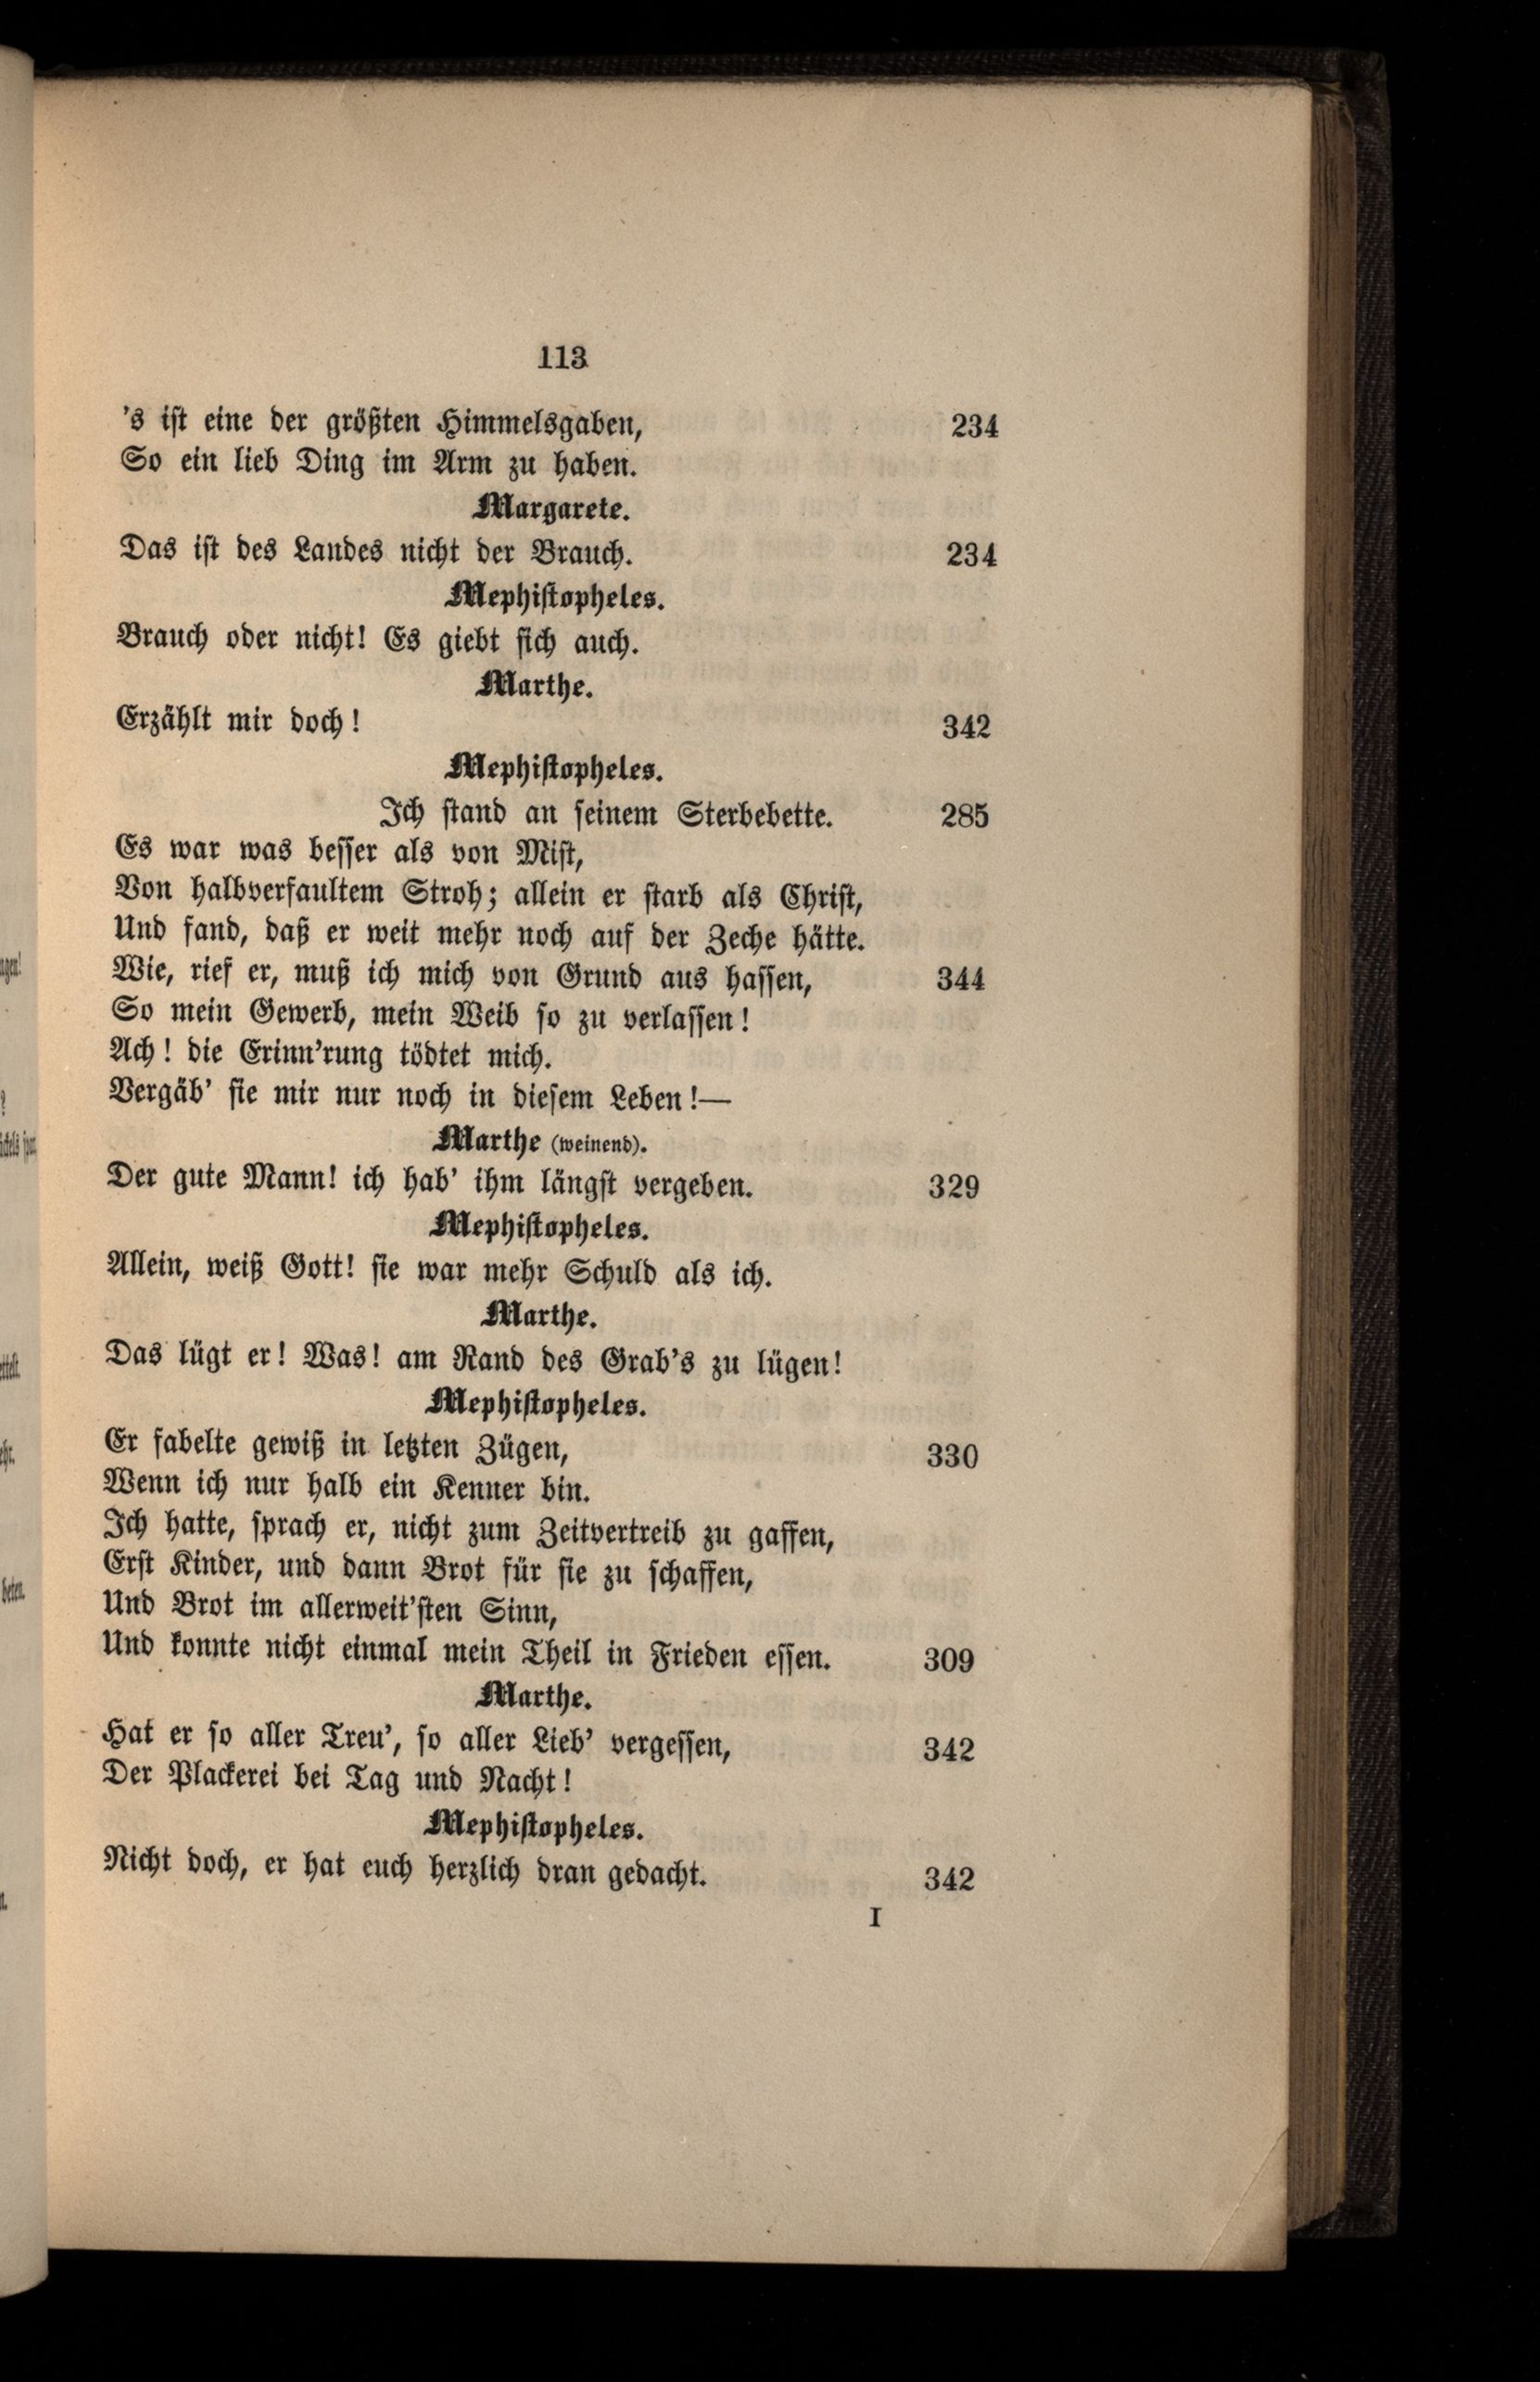 113
's ist eine der größten Himmelsgaben, 234
So ein lieb Ding im Arm zu haben.
Margarete.
Das ist des Landes nicht der Brauch. 234
Mephistopheles.
Brauch oder nicht! Es giebt sich auch.
Marthe.
Erzählt mir doch! 342
Mephistopheles.
Ich stand an seinem Sterbebette. 285
Es war was besser als von Mist,
Von halbverfaultem Stroh; allein er starb als Christ,
Und fand, daß er weit mehr noch auf der Zeche hätte.
Wie, rief er, muß ich mich von Grund aus hassen, 344
So mein Gewerb, mein Weib so zu verlassen!
Ach! die Erinn'rung tödtet mich.
Vergäb' sie mir nur noch in diesem Leben!—
Marthe (weinend).
Der gute Mann! ich hab' ihm längst vergeben. 329
Mephistopheles.
Allein, weiß Gott! sie war mehr Schuld als ich.
Marthe.
Das lügt er! Was! am Rand des Grab's zu lügen!
Mephistopheles.
Er fabelte gewiß in letzten Zügen, 330
Wenn ich nur halb ein Kenner bin.
Ich hatte, sprach er, nicht zum Zeitvertreib zu gaffen,
Erst Kinder, und dann Brot für sie zu schaffen,
Und Brot im allerweit'sten Sinn,
Und konnte nicht einmal mein Theil in Frieden essen. 309
Marthe.
Hat er so aller Treu', so aller Lieb' vergessen, 342
Der Plackerei bei Tag und Nacht!
Mephistopheles.
Nicht doch, er hat euch herzlich dran gedacht. 342
I